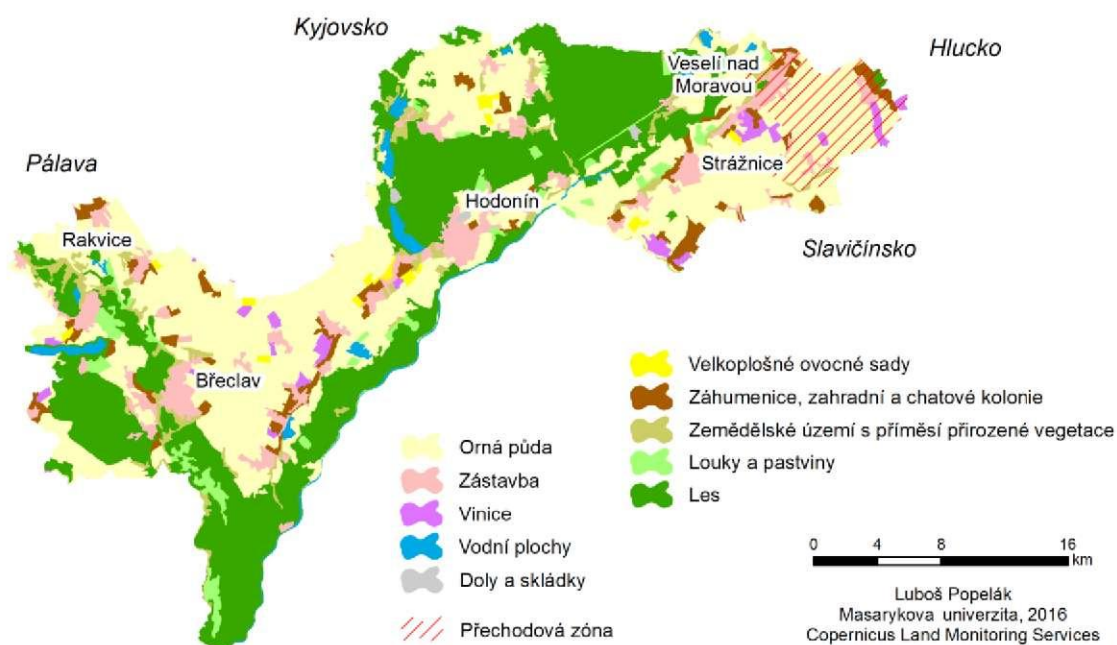 Kyjovsko
Hlucko
Veselí nad
Moravou
Pálava
Strážnice
Hodonín
Rakvice
Slavičínsko
Břeclav
Orná půda
Zástavba
Vinice
Vodní plochy
Doly a skládky
Přechodová zóna
Velkoplošné ovocné sady
Záhumenice, zahradní a chatové kolonie
Zemědělské území s příměsí přirozené vegetace
Louky a pastviny
Les
0 4 8 16
km
Luboš Popelák
Masarykova univerzita, 2016
Copernicus Land Monitoring Services